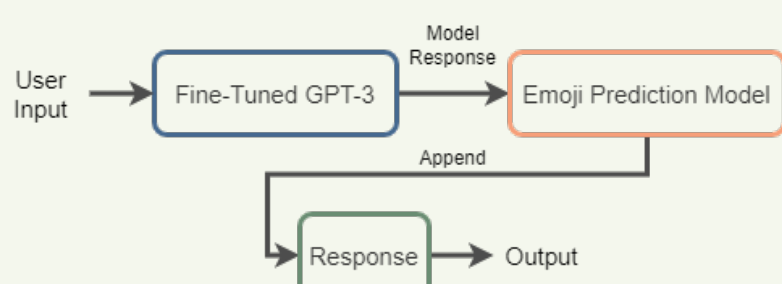 User
Input
Fine-Tuned GPT-3
Model
Response
Emoji Prediction Model
Append
Response
Output